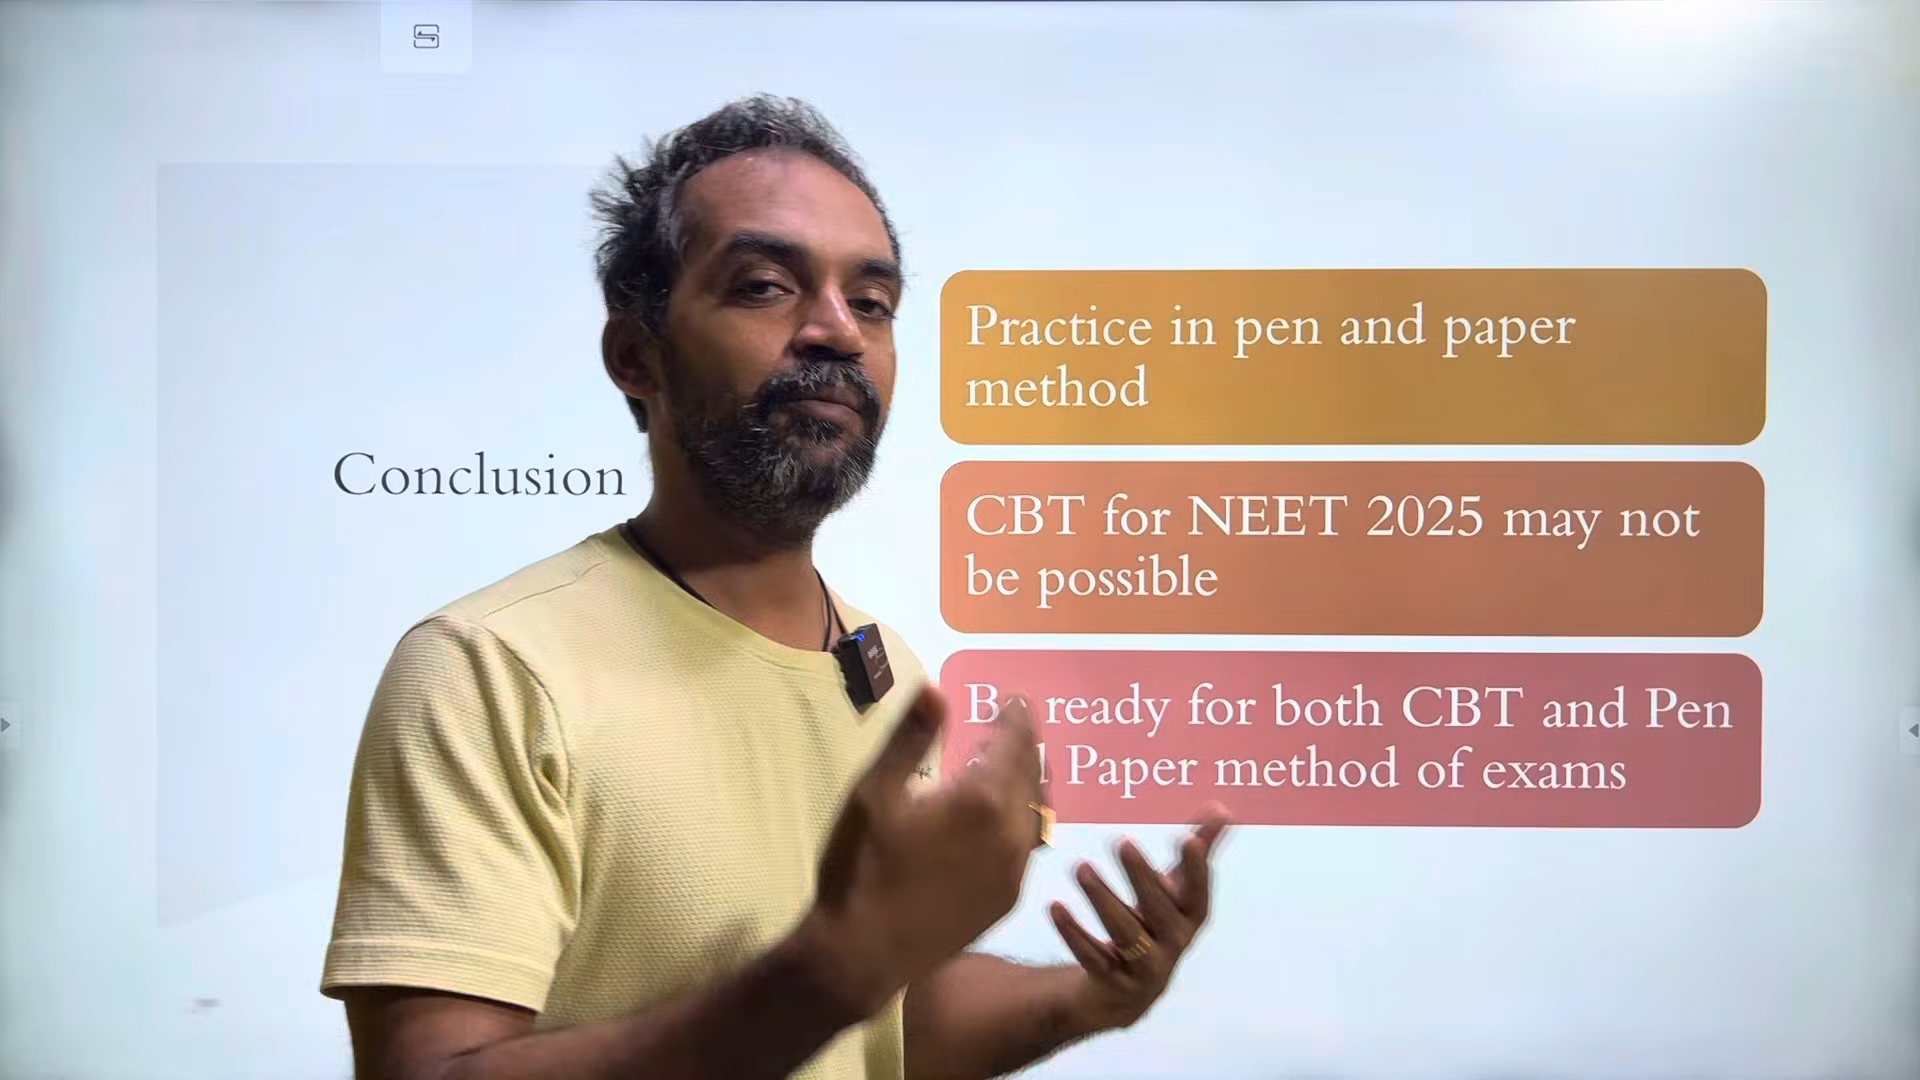 Conclusion
Practice in pen and paper
method
CBT for NEET 2025 may not
be possible
ready for both CBT and Pen
Paper method of exams